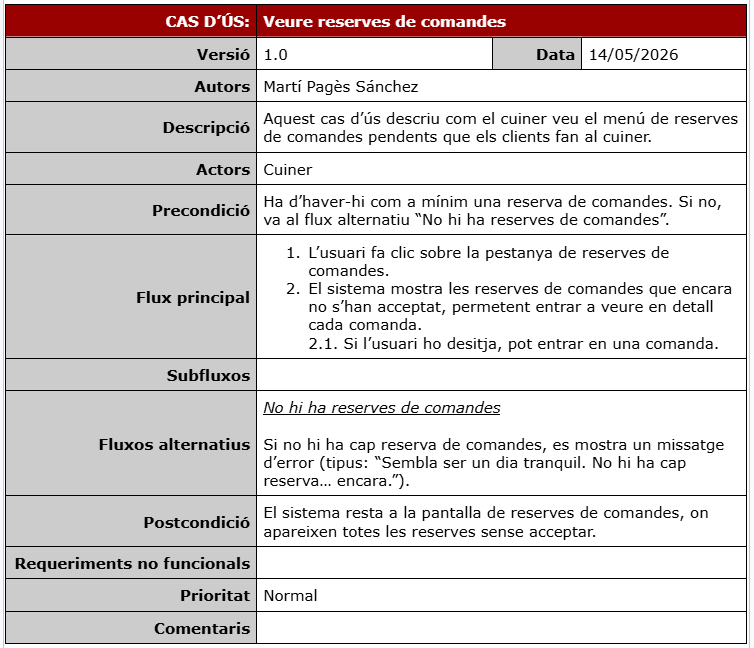 CAS D’ÚS: Veure reserves de comandes
Versió 1.0 Data 14/05/2026
Autors Martí Pagès Sánchez
Descripció Aquest cas d’ús descriu com el cuiner veu el menú de reserves
de comandes pendents que els clients fan al cuiner.
Actors Cuiner
Precondició Ha d’haver-hi com a mínim una reserva de comandes. Si no,
va al flux alternatiu “No hi ha reserves de comandes”.
Flux principal
1. L’usuari fa clic sobre la pestanya de reserves de
comandes.
2. El sistema mostra les reserves de comandes que encara
no s’han acceptat, permetent entrar a veure en detall
cada comanda.
2.1. Si l’usuari ho desitja, pot entrar en una comanda.
Subfluxos
Fluxos alternatius
No hi ha reserves de comandes
Si no hi ha cap reserva de comandes, es mostra un missatge
d’error (tipus: “Sembla ser un dia tranquil. No hi ha cap
reserva… encara.”).
Postcondició El sistema resta a la pantalla de reserves de comandes, on
apareixen totes les reserves sense acceptar.
Requeriments no funcionals
Prioritat Normal
Comentaris